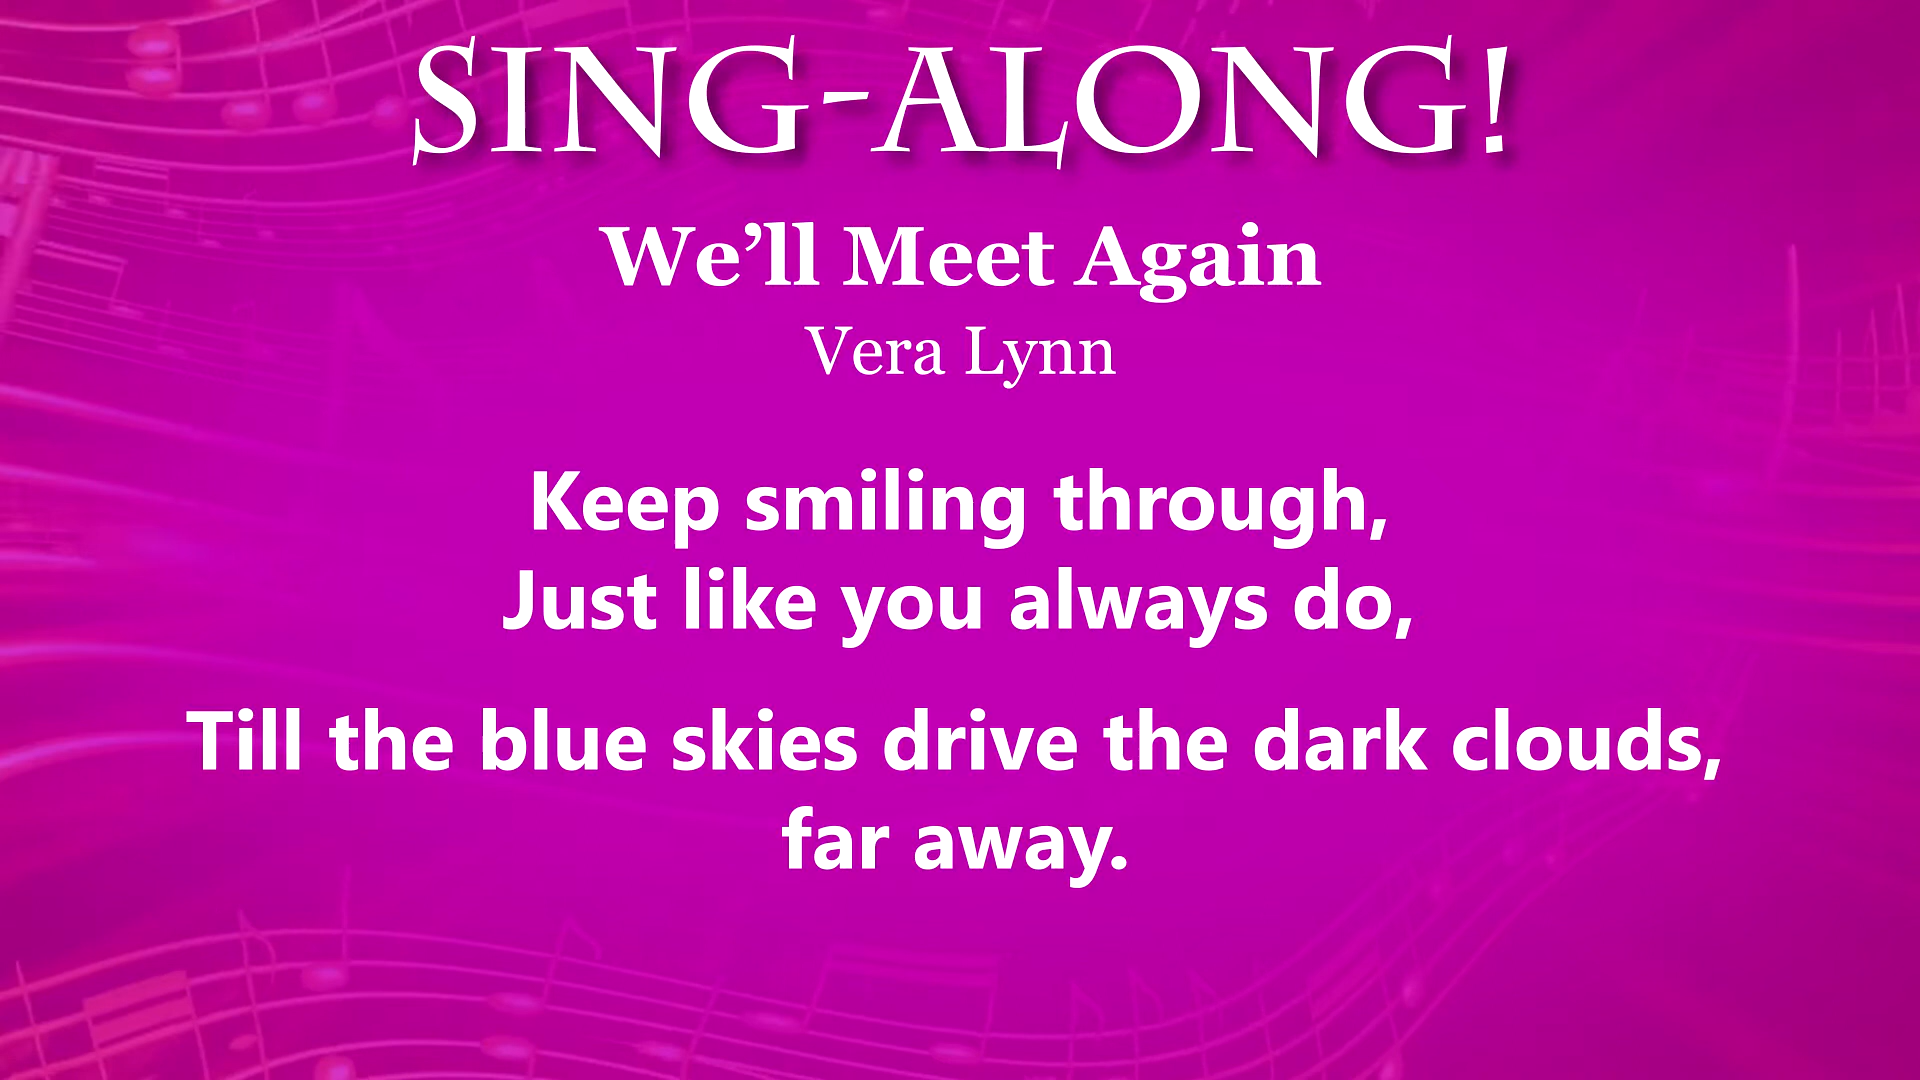 SING-ALONG!
We’ll Meet Again
Vera Lynn
Keep smiling through,
Just like you always do,
Till the blue skies drive the dark clouds,
far away.